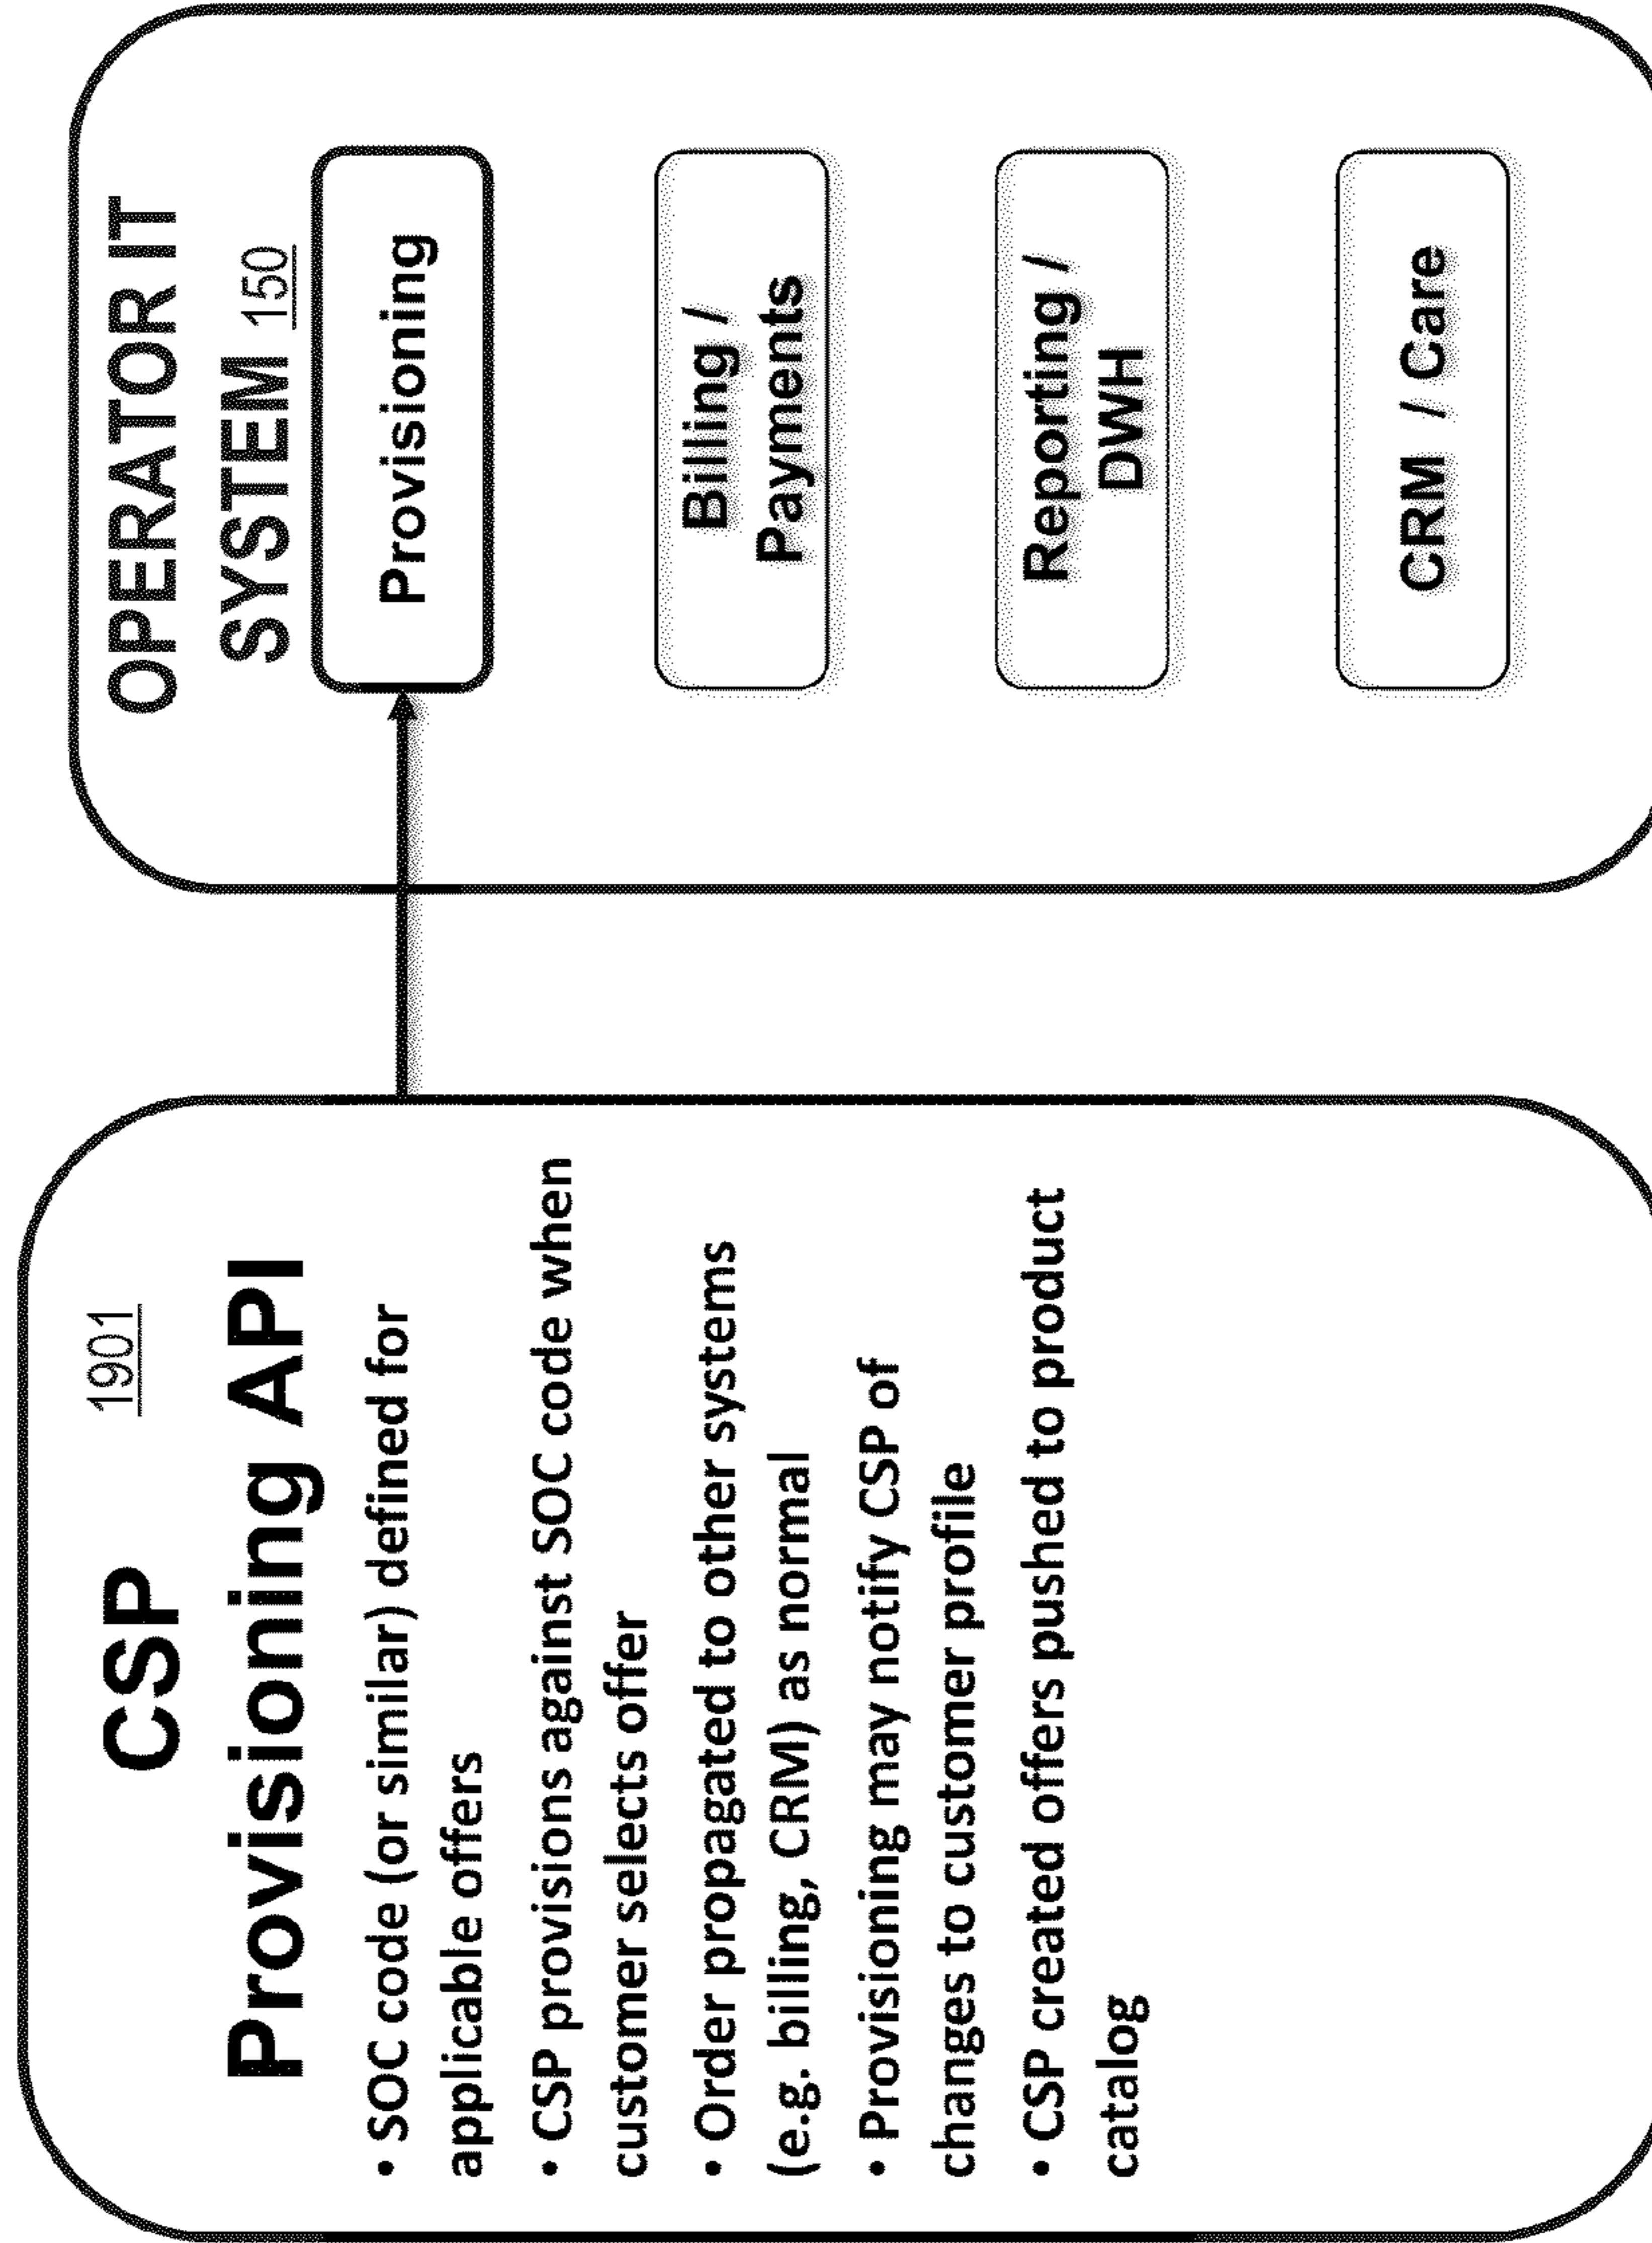 CSP 1901
Provisioning API
• SOC code (or similar) defined for
applicable offers
• CSP provisions against SOC code when
customer selects offer
• Order propagated to other systems
(e.g. billing, CRM) as normal
• Provisioning may notify CSP of
changes to customer profile
• CSP created offers pushed to product
catalog
OPERATOR IT
SYSTEM 150
Provisioning
Billing /
Payments
Reporting /
DWH
CRM / Care